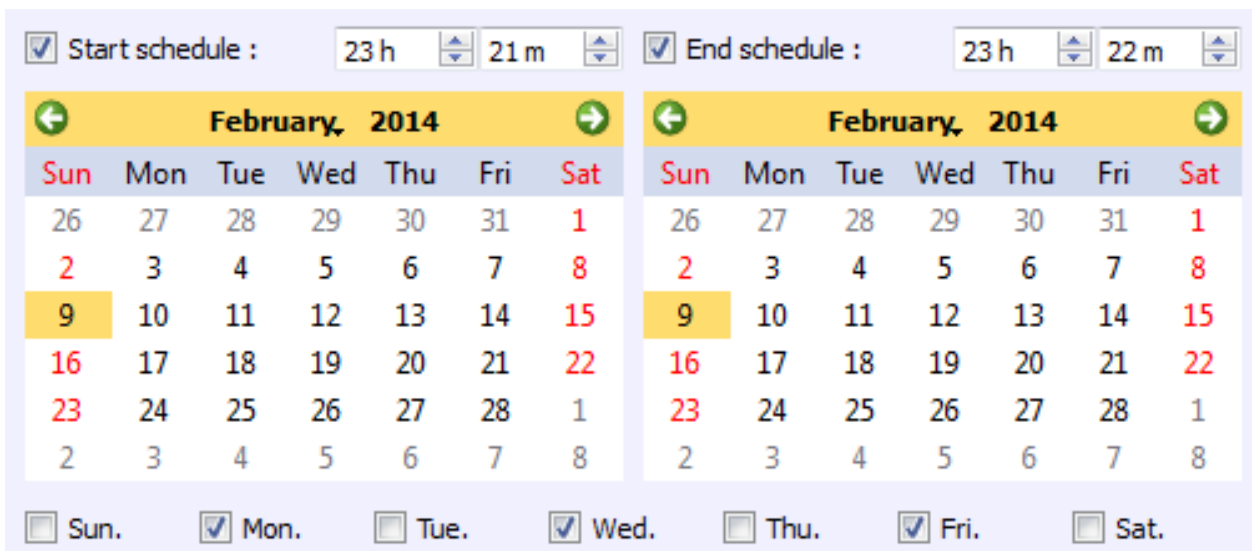 Start schedule : 23 h 21 m End schedule : 23 h 22 m
February, 2014 February, 2014
Sun Mon Tue Wed Thu Fri Sat Sun Mon Tue Wed Thu Fri Sat
26 27 28 29 30 31 1 26 27 28 29 30 31 1
2 3 4 5 6 7 8 2 3 4 5 6 7 8
9 10 11 12 13 14 15 9 10 11 12 13 14 15
16 17 18 19 20 21 22 16 17 18 19 20 21 22
23 24 25 26 27 28 1 23 24 25 26 27 28 1
2 3 4 5 6 7 8 2 3 4 5 6 7 8
Sun. Mon. Tue. Wed. Thu. Fri. Sat.